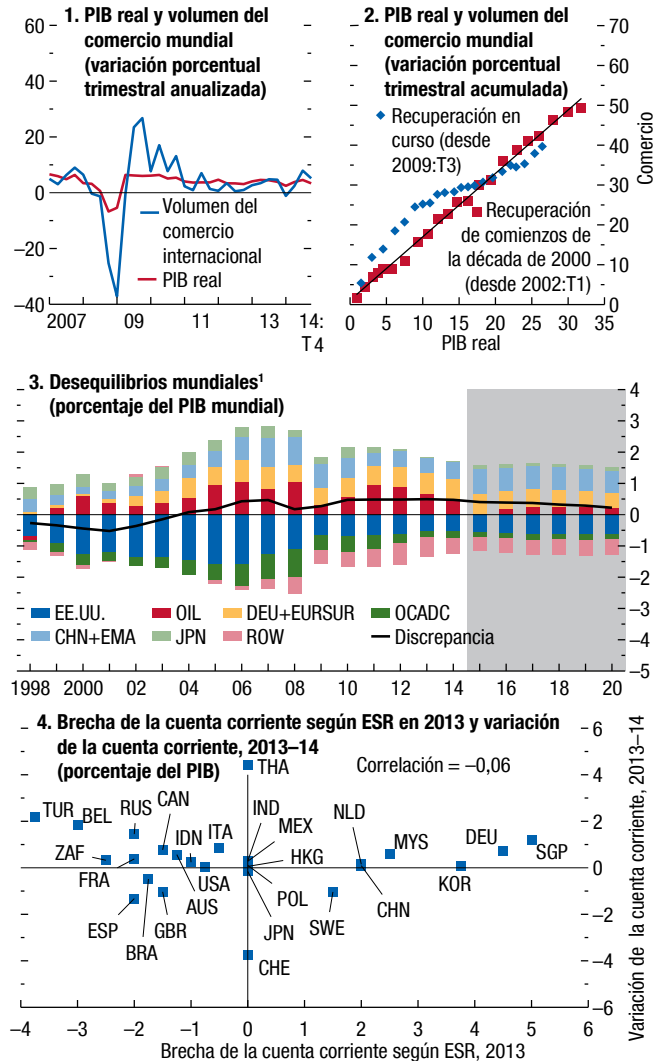 1. PIB real y volumen del
comercio mundial
(variación porcentual
trimestral anualizada)
60
40
20
0
–20
–40
Volumen del
comercio internacional
PIB real
2007
09
11
13
14:
T4
2. PIB real y volumen del
comercio mundial
(variación porcentual
trimestral acumulada)
70
60
50
40
30
20
10
0
Comercio
Recuperación en
curso (desde
2009:T3)
Recuperación
de comienzos de
la década de 2000
(desde 2002:T1)
0 5 10 15 20 25 30 35
PIB real
3. Desequilibrios mundiales¹
(porcentaje del PIB mundial)
4
3
2
1
0
–1
–2
–3
–4
–5
EE.UU. OIL DEU+EURSUR OCADC
CHN+EMA JPN ROW Discrepancia
1998 2000 02 04 06 08 10 12 14 16 18 20
4. Brecha de la cuenta corriente según ESR en 2013 y variación
de la cuenta corriente, 2013–14
(porcentaje del PIB)
Correlación = –0,06
6
4
2
0
–2
–4
–6
Variación de la cuenta corriente, 2013–14
THA
TUR
BEL
RUS
CAN
IDN
ITA
IND
MEX
NLD
MYS
DEU
SGP
ZAF
FRA
USA
AUS
HKG
POL
KOR
CHN
ESP
BRA
GBR
JPN
SWE
CHE
–4 –3 –2 –1 0 1 2 3 4 5 6
Brecha de la cuenta corriente según ESR, 2013